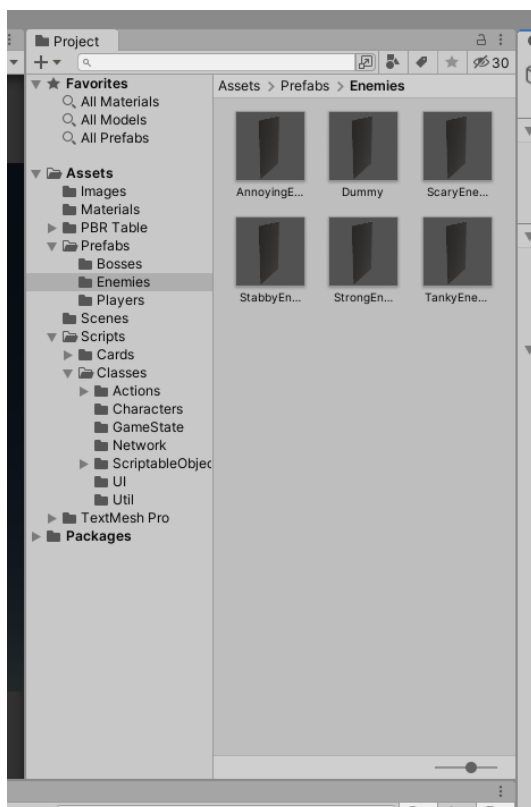 Project
30
Favorites
All Materials
All Models
All Prefabs
Assets
Images
Materials
PBR Table
Prefabs
Bosses
Enemies
Players
Scenes
Scripts
Cards
Classes
Actions
Characters
GameState
Network
ScriptableObjec
UI
Util
TextMesh Pro
Packages
Assets > Prefabs > Enemies
AnnoyingE... Dummy ScaryEne...
StabbyEn... StrongEn... TankyEne...